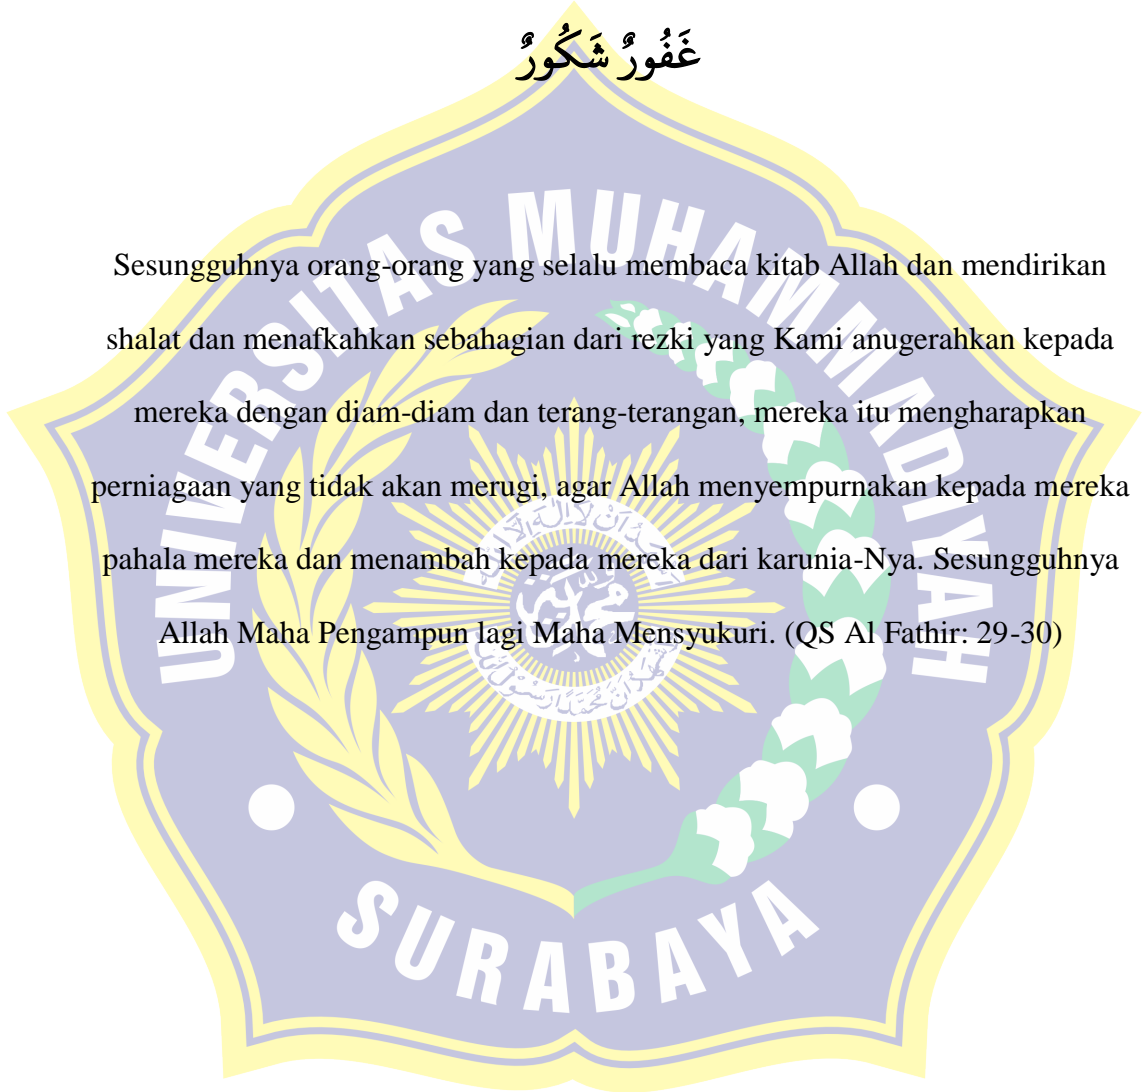 غَفُورٌ شَكُورٌ
UNIVERSITAS MUHAMMADIYAH
Sesungguhnya orang-orang yang selalu membaca kitab Allah dan mendirikan
shalat dan menafkahkan sebahagian dari rezki yang Kami anugerahkan kepada
mereka dengan diam-diam dan terang-terangan, mereka itu mengharapkan
perniagaan yang tidak akan merugi, agar Allah menyempurnakan kepada mereka
pahala mereka dan menambah kepada mereka dari karunia-Nya. Sesungguhnya
Allah Maha Pengampun lagi Maha Mensyukuri. (QS Al Fathir: 29-30)
SURABAYA